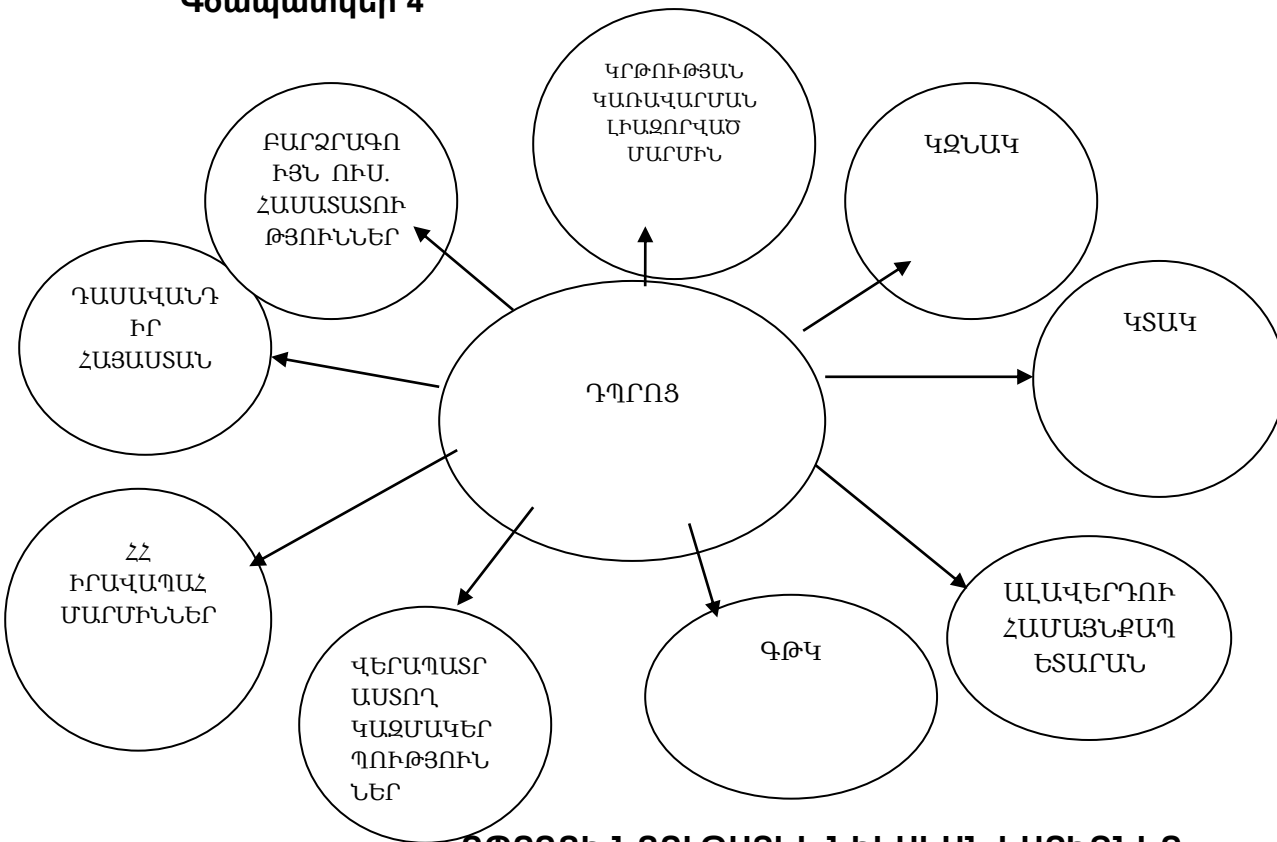 Գծապատկեր 4
ԿՐԹՈՒԹՅԱՆ
ԿԱՌԱՎԱՐՄԱՆ
ԼԻԱԶՈՐՎԱԾ
ՄԱՐՄԻՆ
ԲԱՐՁՐԱԳՈ
ՒՅՆ ՈՒՍ.
ՀԱՍԱՏԱՏՈՒ
ԹՅՈՒՆՆԵՐ
ԿԶՆԱԿ
ԴԱՍԱՎԱՆԴ
ԻՐ
ՀԱՅԱՍՏԱՆ
ԿՏԱԿ
ԴՊՐՈՑ
ՀՀ
ԻՐԱՎԱՊԱՀ
ՄԱՐՄԻՆՆԵՐ
ԱԼԱՎԵՐԴՈՒ
ՀԱՄԱՅՆՔԱՊ
ԵՏԱՐԱՆ
ԳԹԿ
ՎԵՐԱՊԱՏՐ
ԱՍՏՈՂ
ԿԱԶՄԱԿԵՐ
ՊՈՒԹՅՈՒՆ
ՆԵՐ